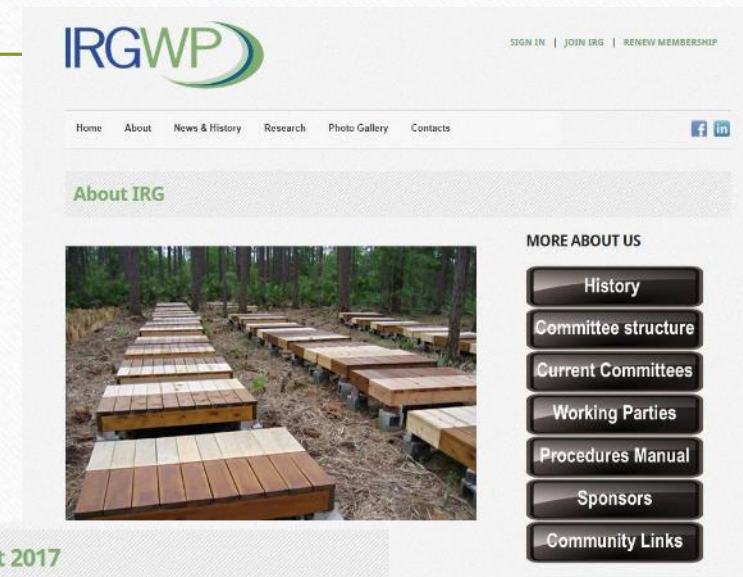 IRGWP
SIGN IN | JOIN IRG | RENEW MEMBERSHIP
Home About News & History Research Photo Gallery Contacts
f in
About IRG
MORE ABOUT US
History
Committee structure
Current Committees
Working Parties
Procedures Manual
Sponsors
Community Links
2017